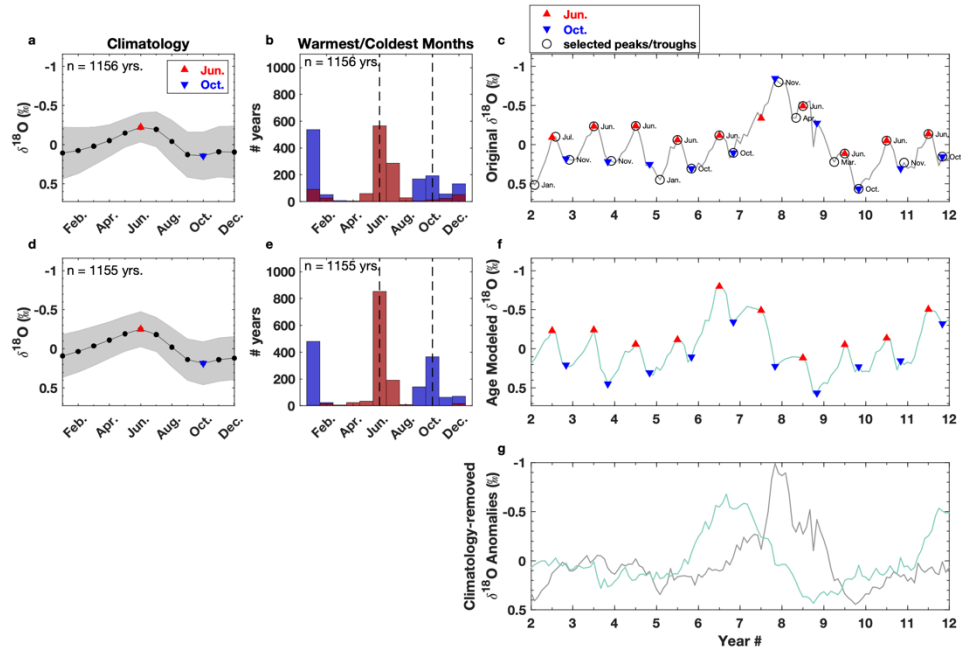 Jun.
Oct.
selected peaks/troughs
a
Climatology
n = 1156 yrs.
Jun.
Oct.
δ18O (‰)
-1
-0.5
0
0.5
Feb.
Apr.
Jun.
Aug.
Oct.
Dec.
b
Warmest/Coldest Months
n = 1156 yrs.
# years
1000
800
600
400
200
0
Feb.
Apr.
Jun.
Aug.
Oct.
Dec.
c
Original δ18O (‰)
-1
-0.5
0
0.5
Jan.
Jul.
Nov.
Jun.
Nov.
Jun.
Jan.
Jun.
Oct.
Jun.
Oct.
Nov.
Apr.
Jun.
Mar.
Jun.
Oct.
Jun.
Nov.
Jun.
Oct.
2 3 4 5 6 7 8 9 10 11 12
d
n = 1155 yrs.
δ18O (‰)
-1
-0.5
0
0.5
Feb.
Apr.
Jun.
Aug.
Oct.
Dec.
e
n = 1155 yrs.
# years
1000
800
600
400
200
0
Feb.
Apr.
Jun.
Aug.
Oct.
Dec.
f
Age Modeled δ18O (‰)
-1
-0.5
0
0.5
2 3 4 5 6 7 8 9 10 11 12
g
Climatology-removed
δ18O Anomalies (‰)
-1
-0.5
0
0.5
2 3 4 5 6 7 8 9 10 11 12
Year #